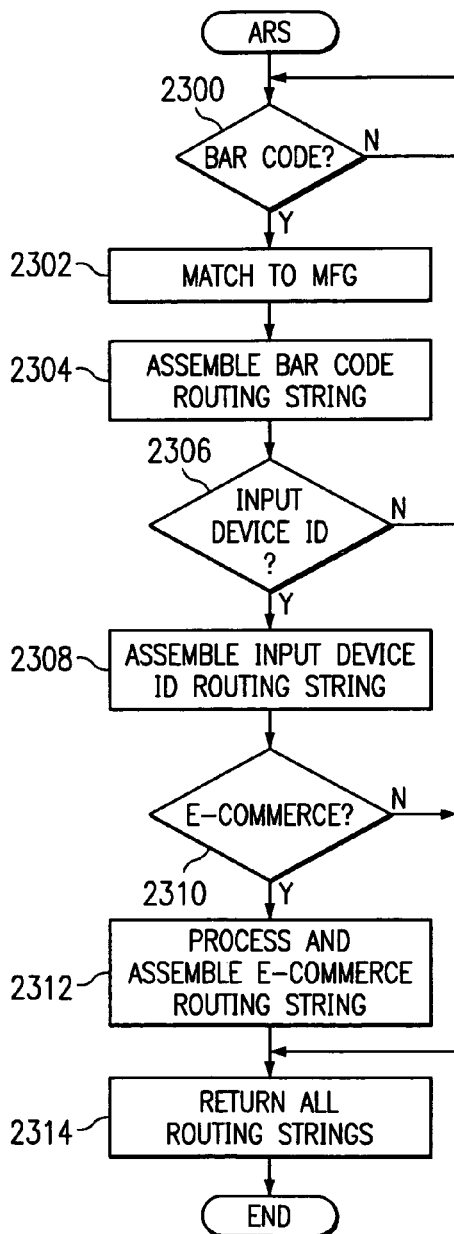 ARS
2300
BAR CODE?
N
Y
2302
MATCH TO MFG
2304
ASSEMBLE BAR CODE
ROUTING STRING
2306
INPUT
DEVICE ID
?
N
Y
2308
ASSEMBLE INPUT DEVICE
ID ROUTING STRING
E-COMMERCE?
N
2310
Y
2312
PROCESS AND
ASSEMBLE E-COMMERCE
ROUTING STRING
2314
RETURN ALL
ROUTING STRINGS
END